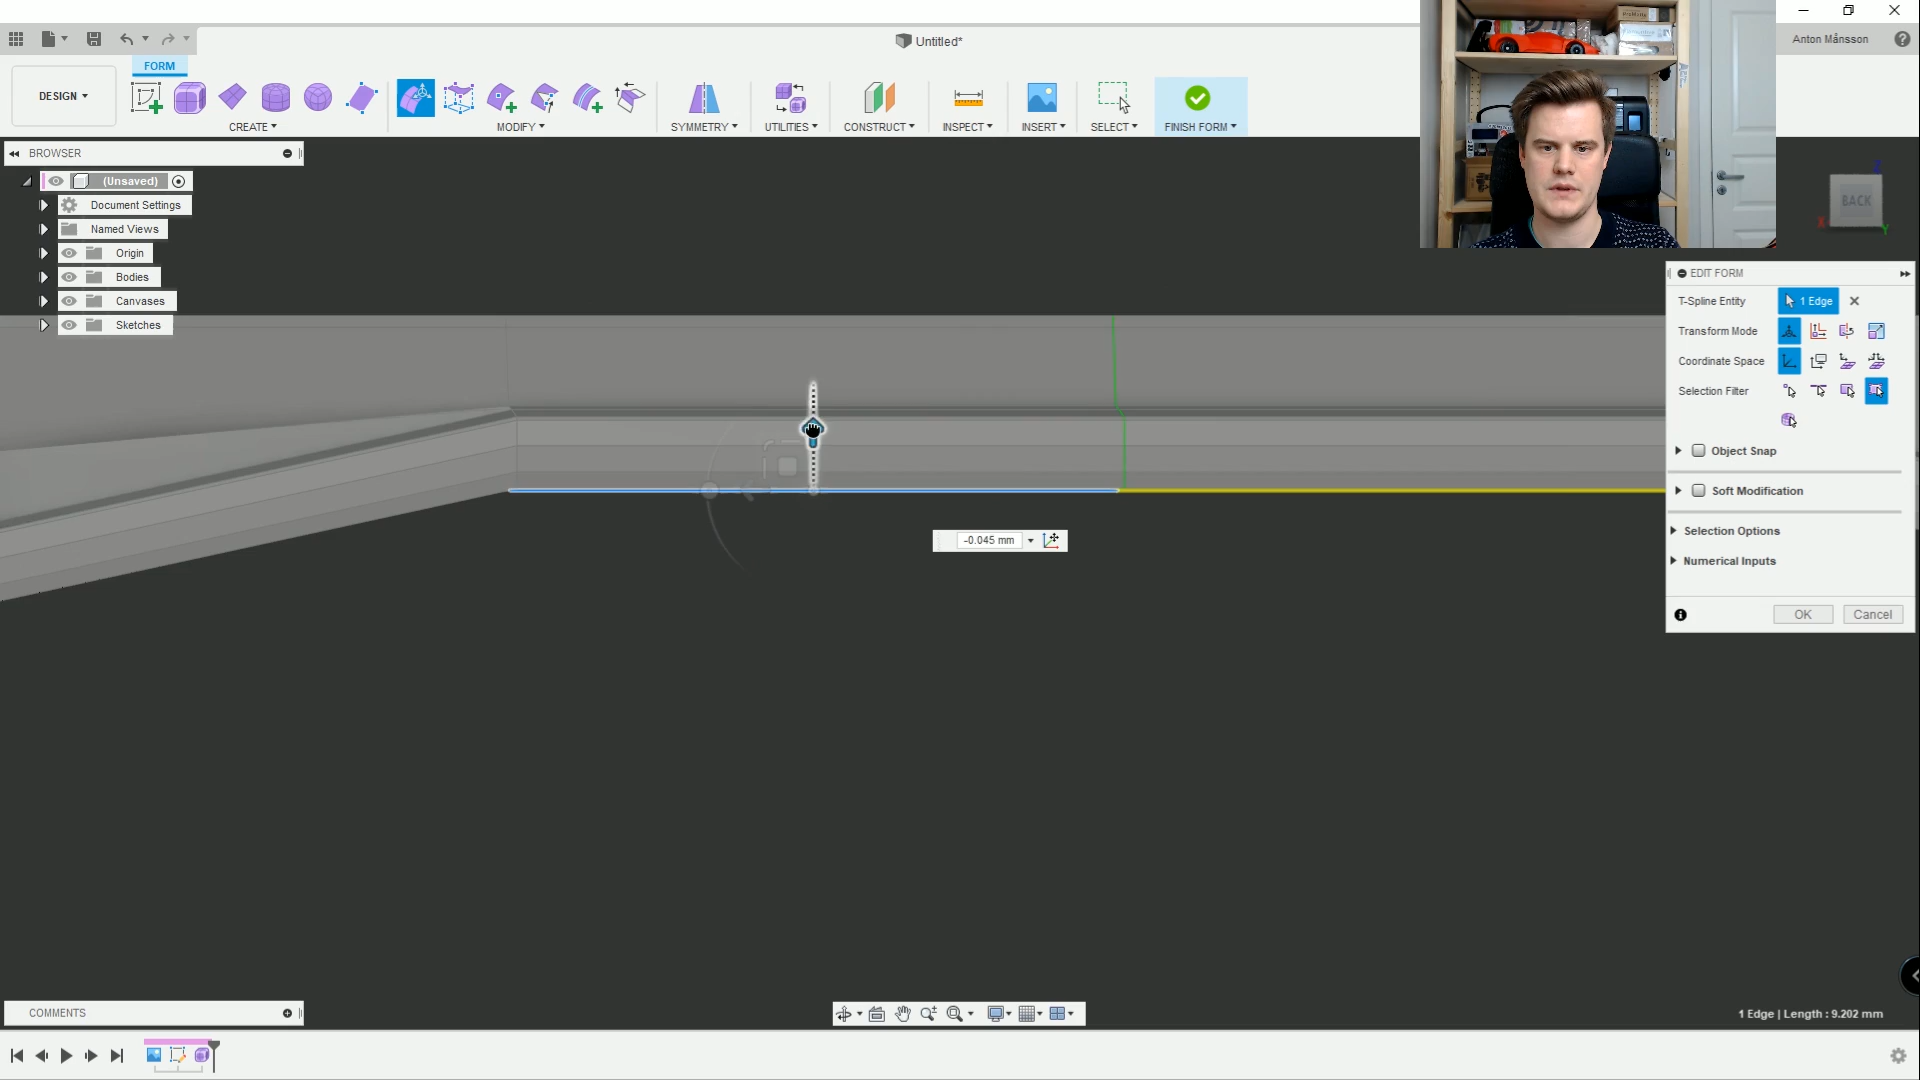 Untitled*
Anton Månsson
FORM
DESIGN
CREATE
MODIFY
SYMMETRY
UTILITIES
CONSTRUCT
INSPECT
INSERT
SELECT
FINISH FORM
BROWSER
(Unsaved)
Document Settings
Named Views
Origin
Bodies
Canvases
Sketches
BACK
X
Y
EDIT FORM
T-Spline Entity
1 Edge
Transform Mode
Coordinate Space
Selection Filter
Object Snap
Soft Modification
Selection Options
Numerical Inputs
OK
Cancel
-0.045 mm
COMMENTS
1 Edge | Length : 9.202 mm